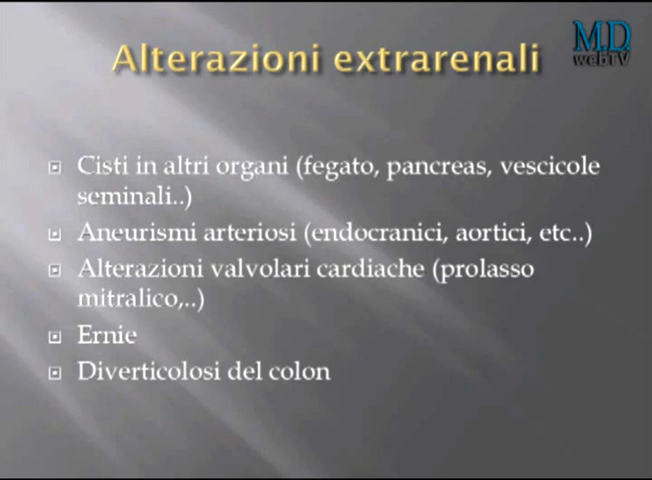 Alterazioni extrarenali
M.D.
webTV
Cisti in altri organi (fegato, pancreas, vescicole
seminali..)
Aneurismi arteriosi (endocranici, aortici, etc..)
Alterazioni valvolari cardiache (prolasso
mitralico,..)
Ernie
Diverticolosi del colon